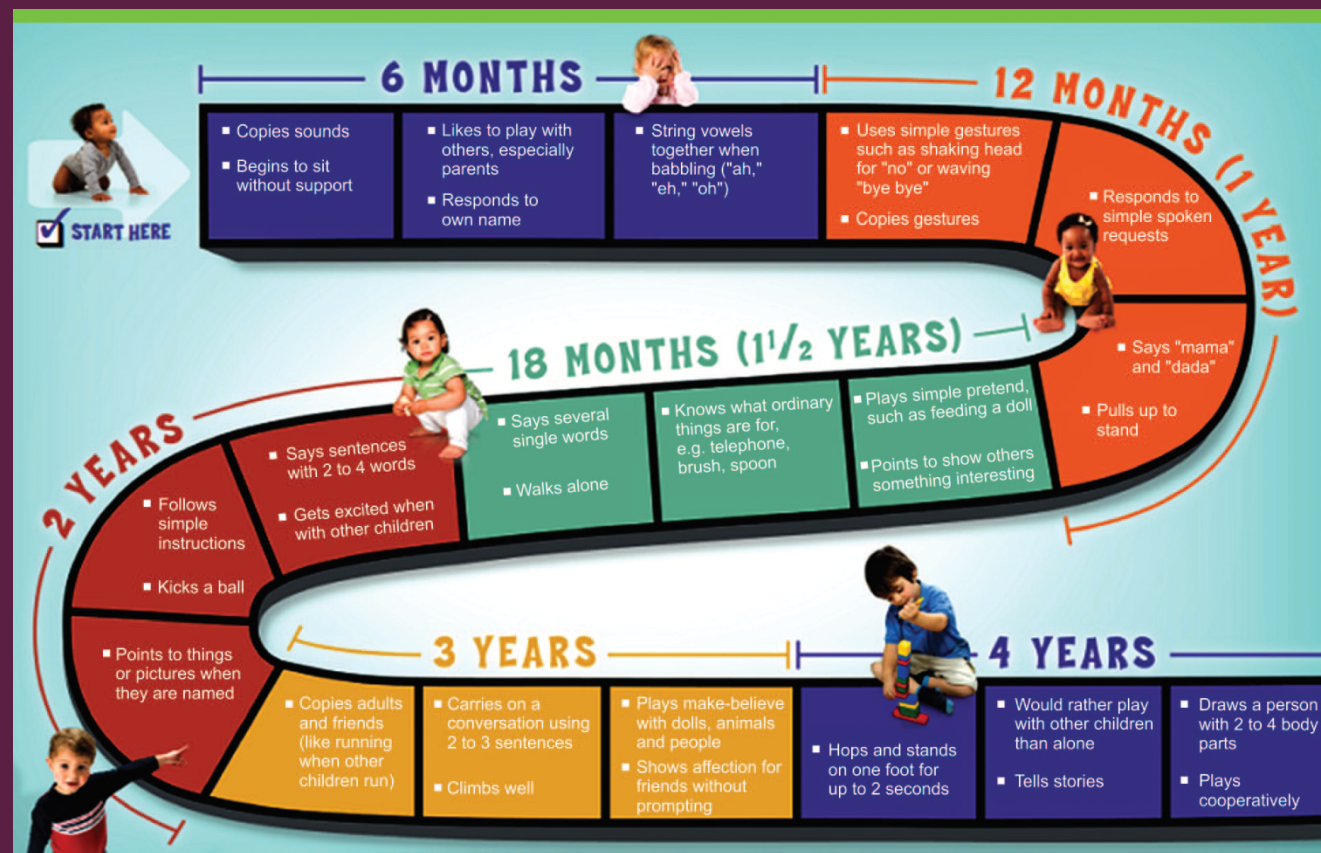 6 MONTHS
START HERE
▪ Copies sounds
▪ Begins to sit
without support
▪ Likes to play with
others, especially
parents
▪ Responds to
own name
▪ String vowels
together when
babbling ("ah,"
"eh," "oh")
12 MONTHS (1 YEAR)
▪ Uses simple gestures
such as shaking head
for "no" or waving
"bye bye"
▪ Copies gestures
▪ Responds to
simple spoken
requests
▪ Says "mama"
and "dada"
▪ Pulls up to
stand
18 MONTHS (1 1/2 YEARS)
▪ Plays simple pretend,
such as feeding a doll
▪ Points to show others
something interesting
▪ Knows what ordinary
things are for,
e.g. telephone,
brush, spoon
▪ Says several
single words
▪ Walks alone
2 YEARS
▪ Says sentences
with 2 to 4 words
▪ Gets excited when
with other children
▪ Follows
simple
instructions
▪ Kicks a ball
▪ Points to things
or pictures when
they are named
3 YEARS
▪ Copies adults
and friends
(like running
when other
children run)
▪ Carries on a
conversation using
2 to 3 sentences
▪ Climbs well
▪ Plays make-believe
with dolls, animals
and people
▪ Shows affection for
friends without
prompting
4 YEARS
▪ Hops and stands
on one foot for
up to 2 seconds
▪ Would rather play
with other children
than alone
▪ Tells stories
▪ Draws a person
with 2 to 4 body
parts
▪ Plays
cooperatively